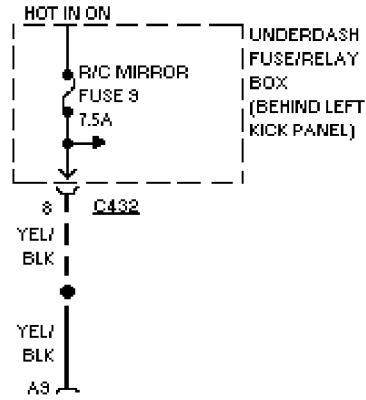 HOT IN ON
UNDERDASH
FUSE/RELAY
BOX
(BEHIND LEFT
KICK PANEL)
R/C MIRROR
FUSE 9
7.5A
8
C432
YEL/
BLK
YEL/
BLK
A9